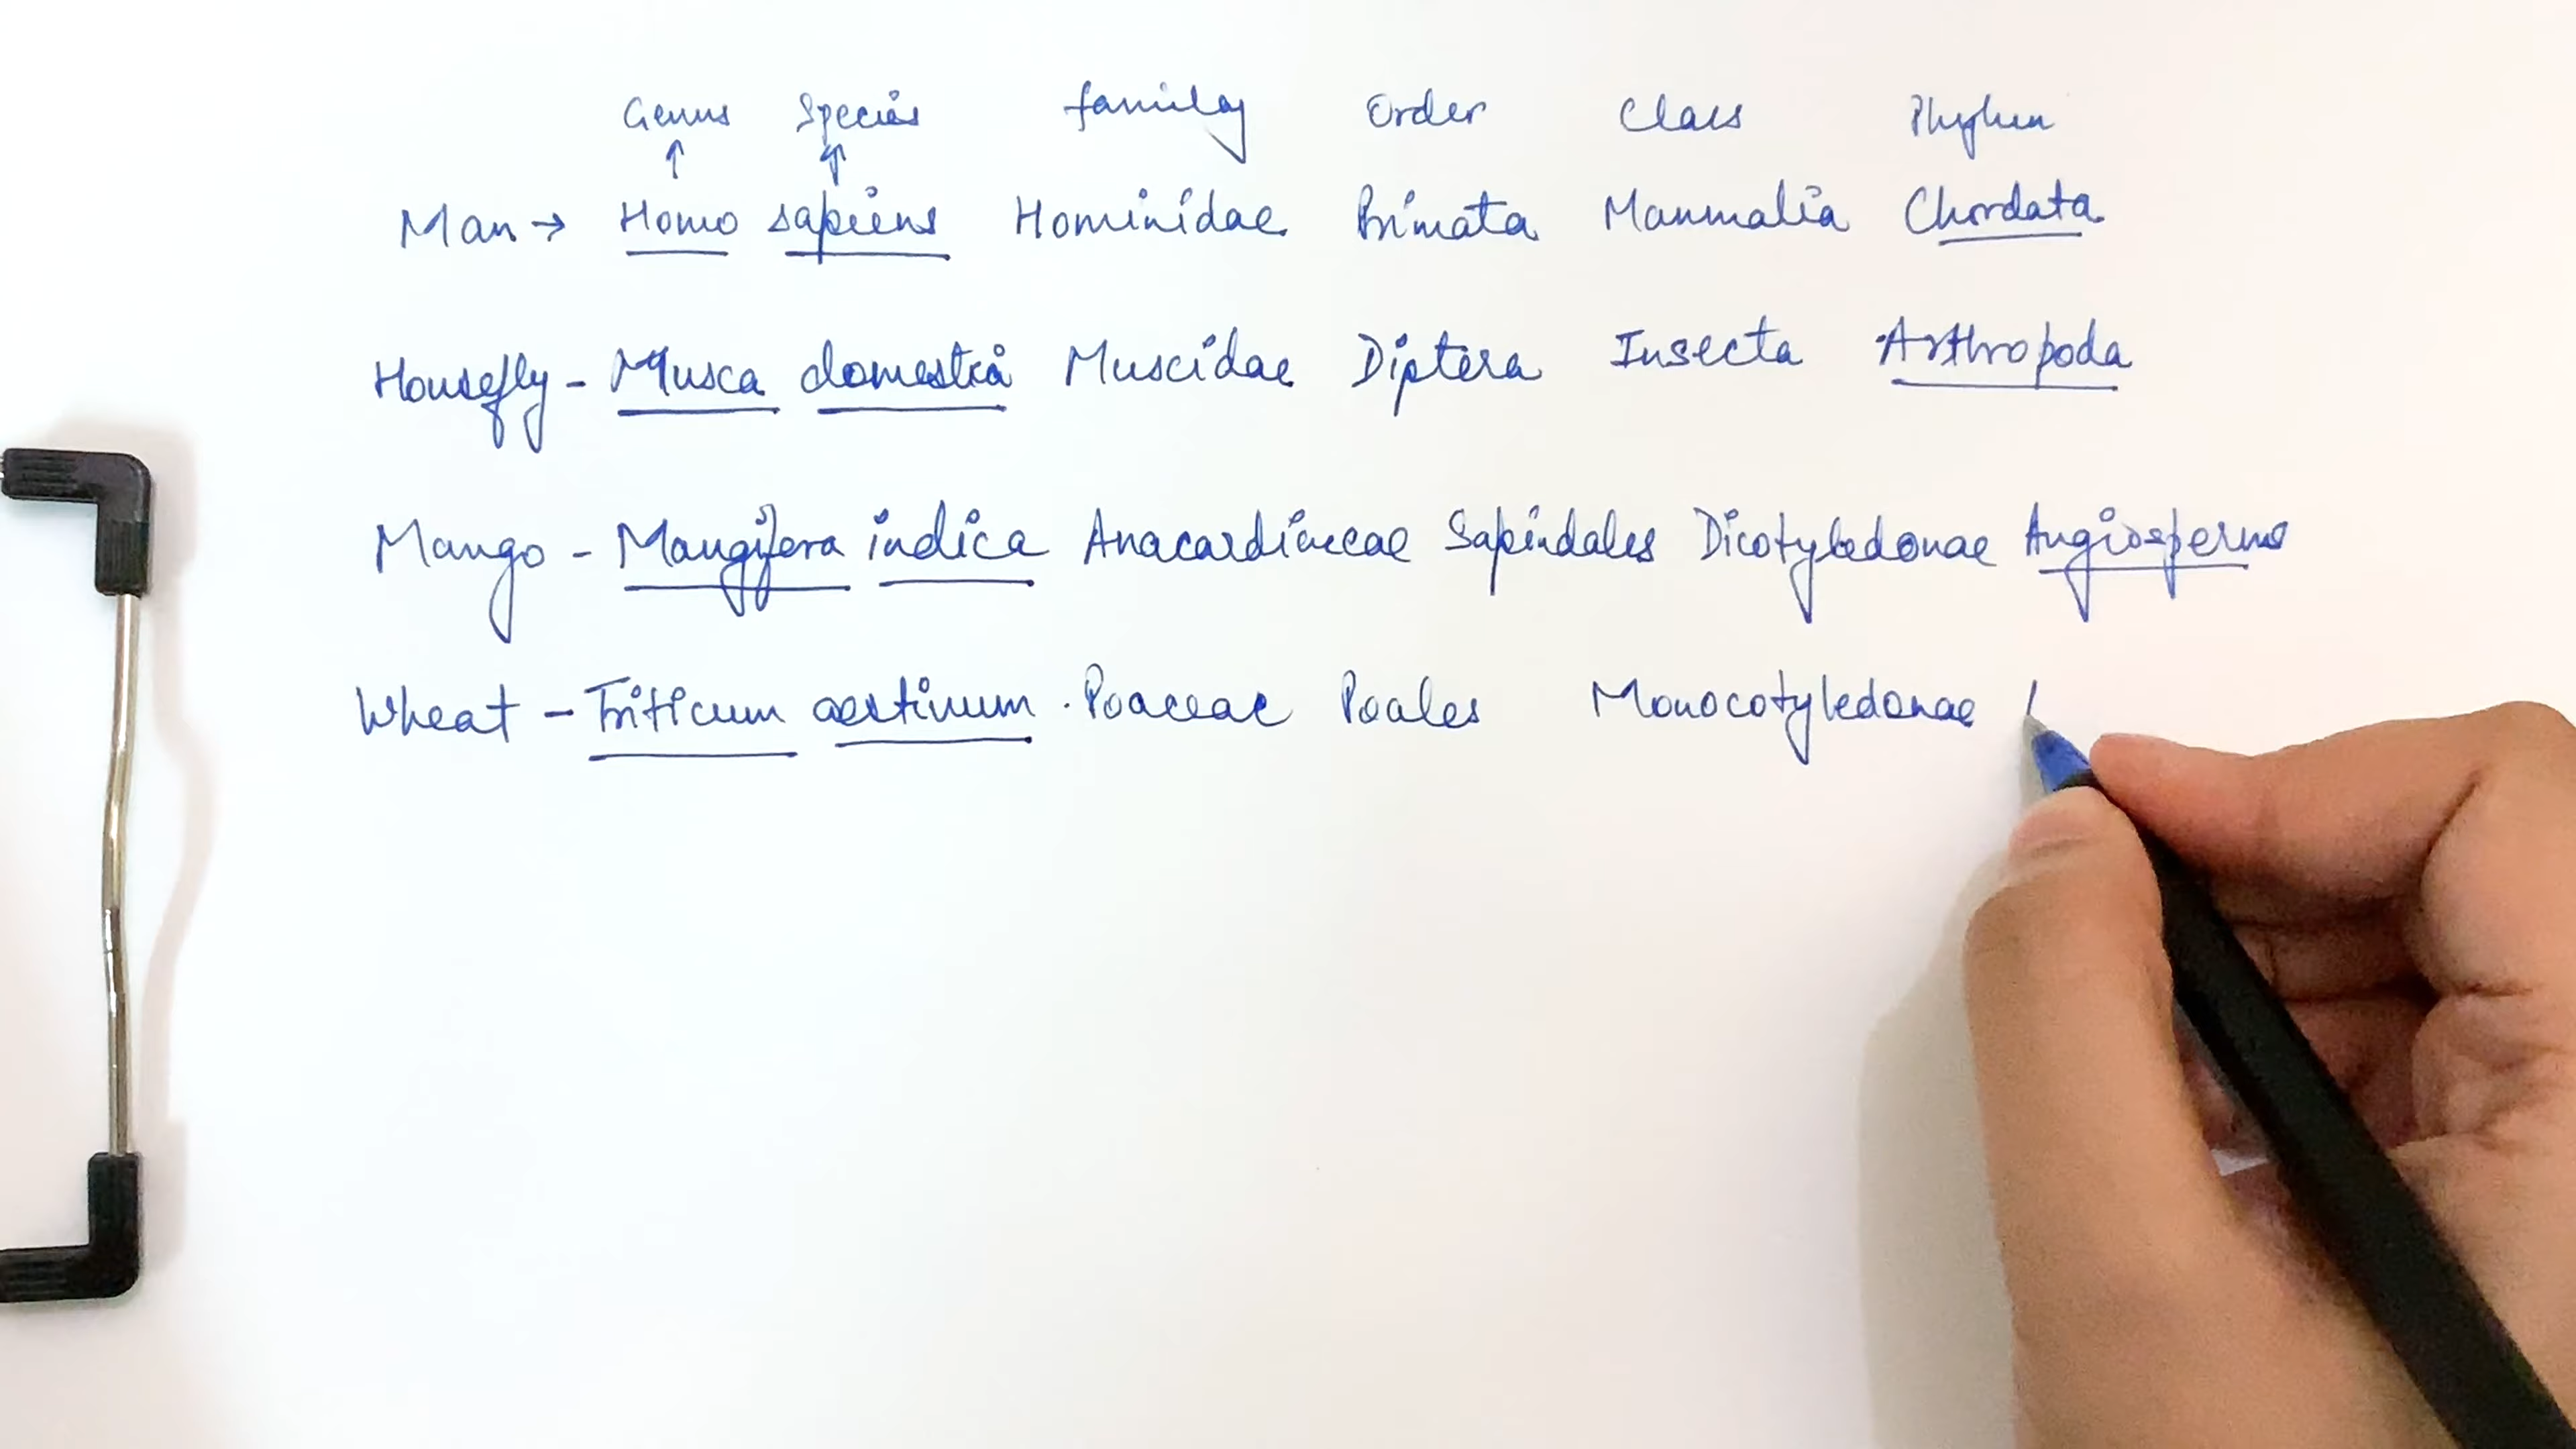 Genus Species family Order Class Phylum
Man → Homo sapiens Hominidae Primata Mammalia Chordata
Housefly - Musca domestica Muscidae Diptera Insecta Arthropoda
Mango - Mangifera indica Anacardiaceae Sapindales Dicotyledonae Angiosperms
Wheat - Triticum aestivum Poaceae Poales Monocotyledonae